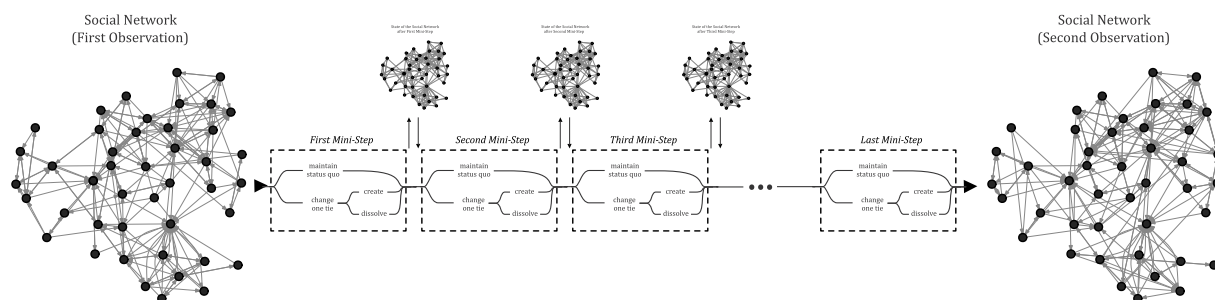 Social Network
(First Observation)
State of the Social Network
after First Mini-Step
State of the Social Network
after Second Mini-Step
State of the Social Network
after Third Mini-Step
Social Network
(Second Observation)
First Mini-Step
maintain
status quo
change
one tie
create
dissolve
Second Mini-Step
maintain
status quo
change
one tie
create
dissolve
Third Mini-Step
maintain
status quo
change
one tie
create
dissolve
Last Mini-Step
maintain
status quo
change
one tie
create
dissolve